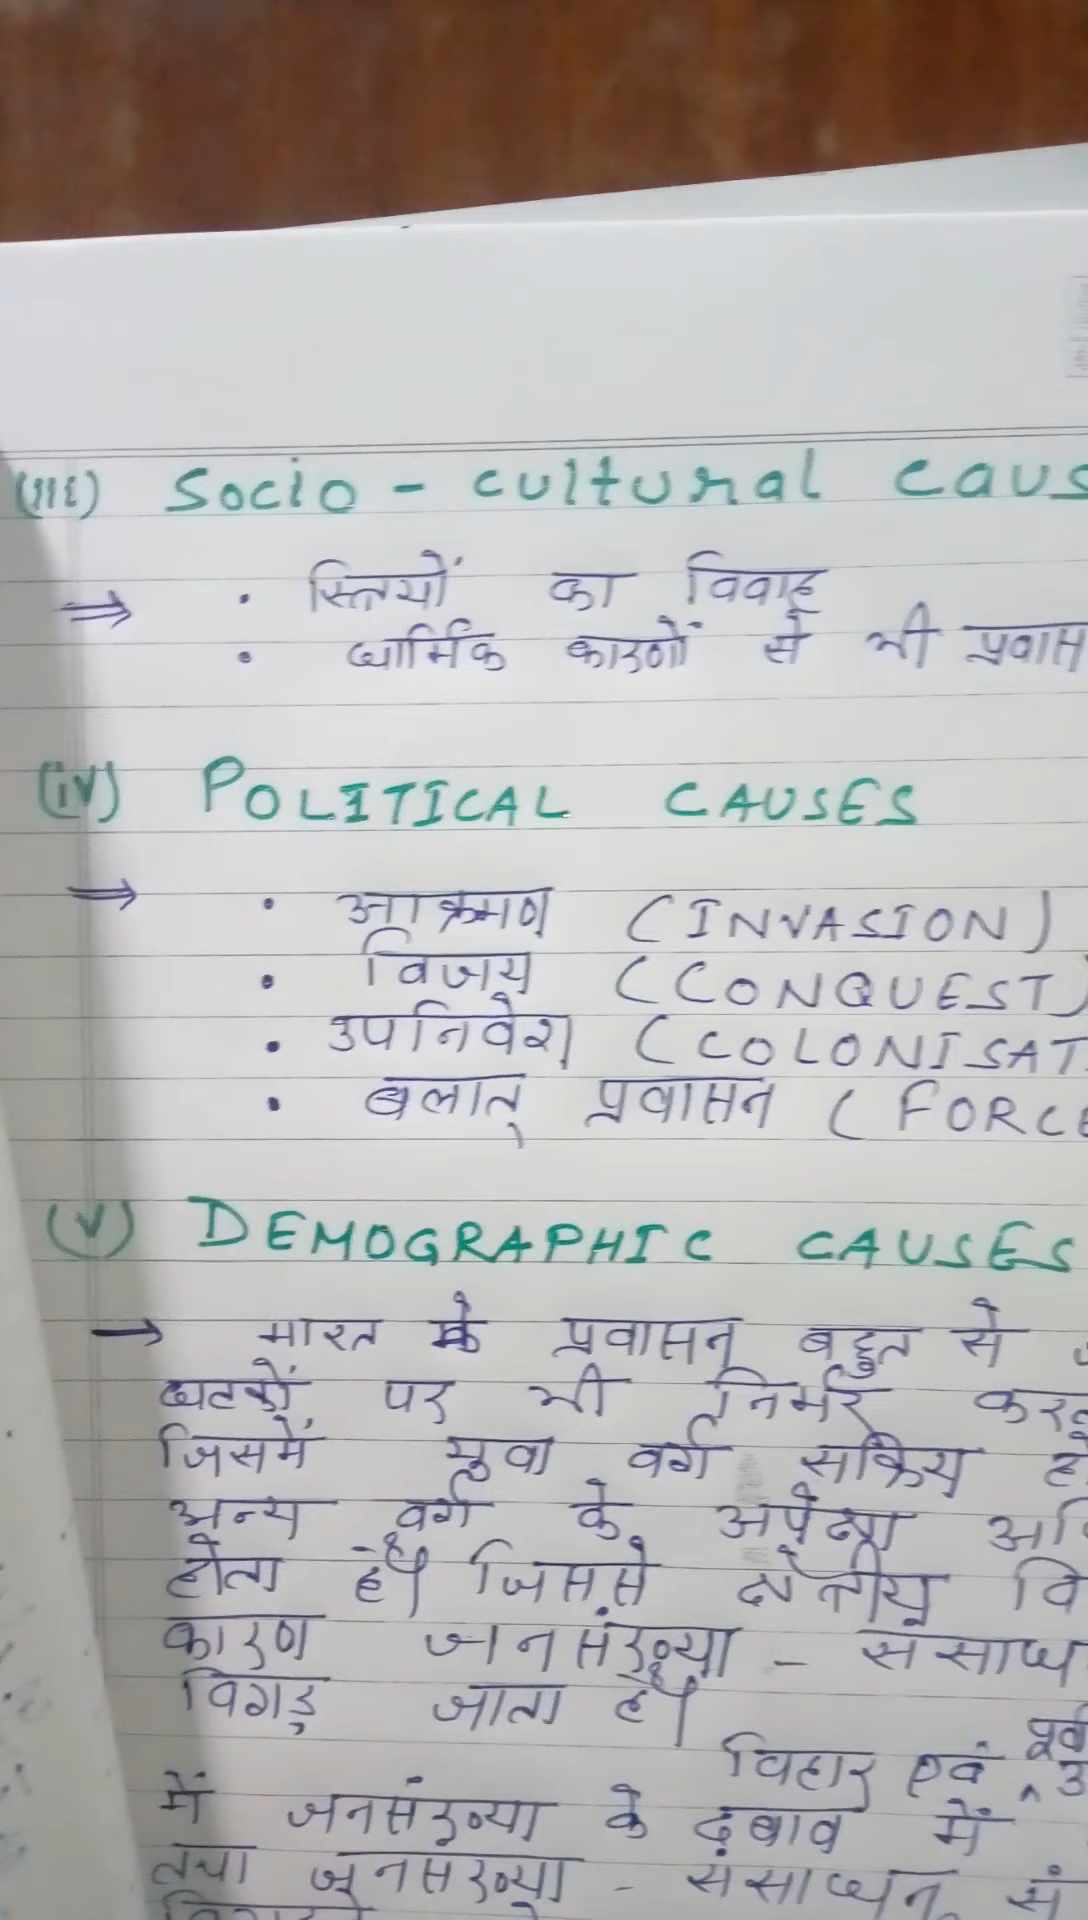 (iii) Socio - cultural Caus
⇒ • स्त्रियों का विवाह
• धार्मिक कारणों से भी प्रवास
(iv) POLITICAL CAUSES
⇒ • आक्रमण (INVASION)
• विजय (CONQUEST)
• उपनिवेश (COLONISAT
• बलात् प्रवासन (FORCE
(v) DEMOGRAPHIC CAUSES
→ भारत के प्रवासन बहुत से
घटकों पर भी निर्भर
जिसमें युवा वर्ग सक्रिय
अन्य वर्ग के अपेक्षा
होता है। जिससे क्षेत्रीय वि
कारण जनसंख्या - संसाध
विगड़ जाता है।
विहार एवं पूर्व
में जनसंख्या के दबाव में
तथा जनसंख्या - संसाधन सं